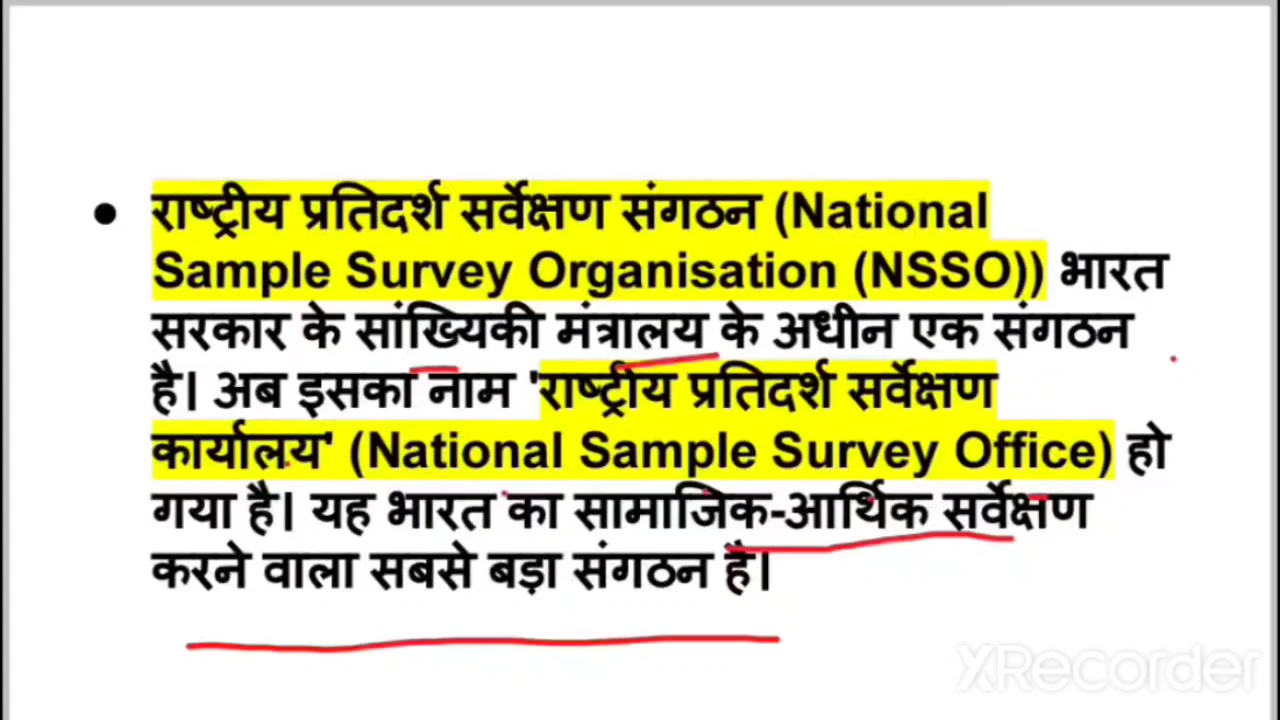 • राष्ट्रीय प्रतिदर्श सर्वेक्षण संगठन (National
Sample Survey Organisation (NSSO)) भारत
सरकार के सांख्यिकी मंत्रालय के अधीन एक संगठन
है। अब इसका नाम 'राष्ट्रीय प्रतिदर्श सर्वेक्षण
कार्यालय' (National Sample Survey Office) हो
गया है। यह भारत का सामाजिक-आर्थिक सर्वेक्षण
करने वाला सबसे बड़ा संगठन है।
XRecorder